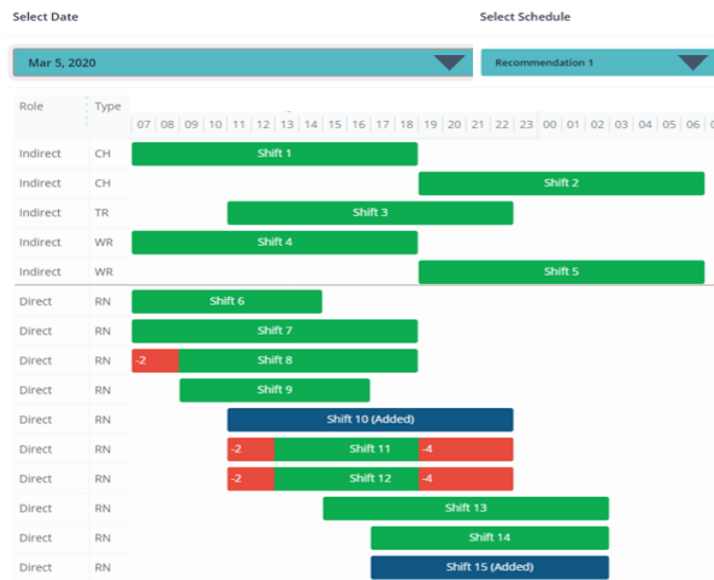 Select Date Select Schedule
Mar 5, 2020 Recommendation 1
Role Type
07 08 09 10 11 12 13 14 15 16 17 18 19 20 21 22 23 00 01 02 03 04 05 06
Indirect CH Shift 1
Indirect CH Shift 2
Indirect TR Shift 3
Indirect WR Shift 4
Indirect WR Shift 5
Direct RN Shift 6
Direct RN Shift 7
Direct RN -2 Shift 8
Direct RN Shift 9
Direct RN Shift 10 (Added)
Direct RN -2 Shift 11 -4
Direct RN -2 Shift 12 -4
Direct RN Shift 13
Direct RN Shift 14
Direct RN Shift 15 (Added)